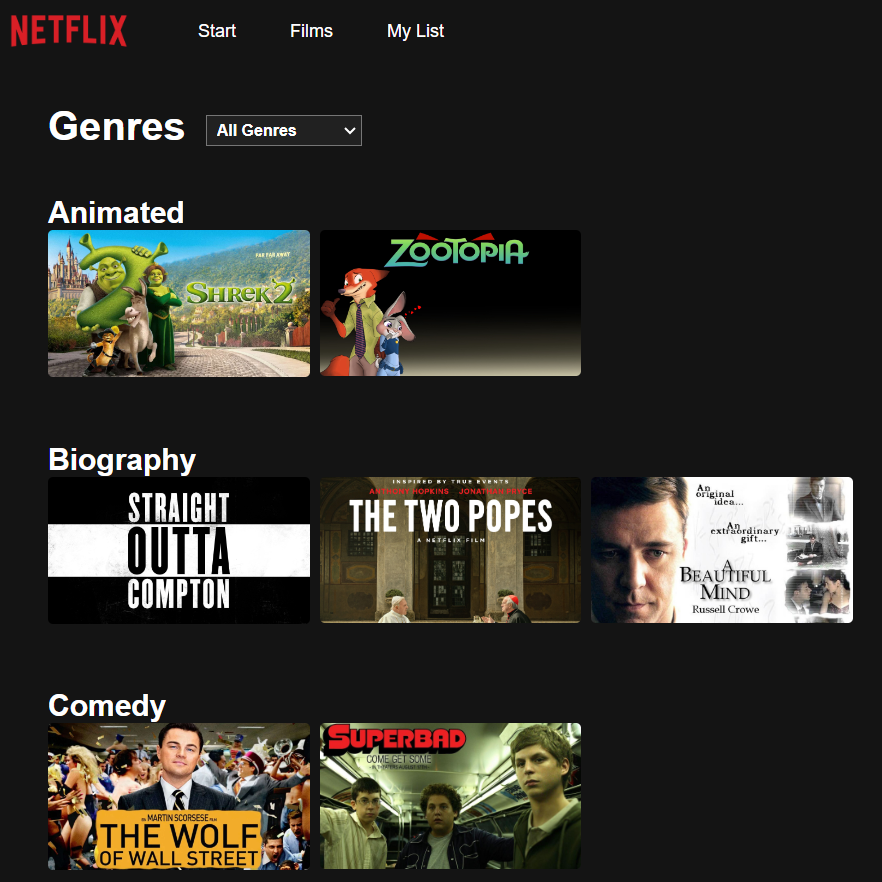 NETFLIX
Start
Films
My List
Genres
All Genres
Animated
FAR FAR AWAY
SHREK 2
ZOOTOPIA
Biography
STRAIGHT
OUTTA
COMPTON
INSPIRED BY TRUE EVENTS
ANTHONY HOPKINS JONATHAN PRYCE
THE TWO POPES
A NETFLIX FILM
An
original
idea...
An
extraordinary
gift...
A
BEAUTIFUL
MIND
Russell Crowe
Comedy
MARTIN SCORSESE
THE WOLF
OF WALL STREET
SUPERBAD
COME GET SOME